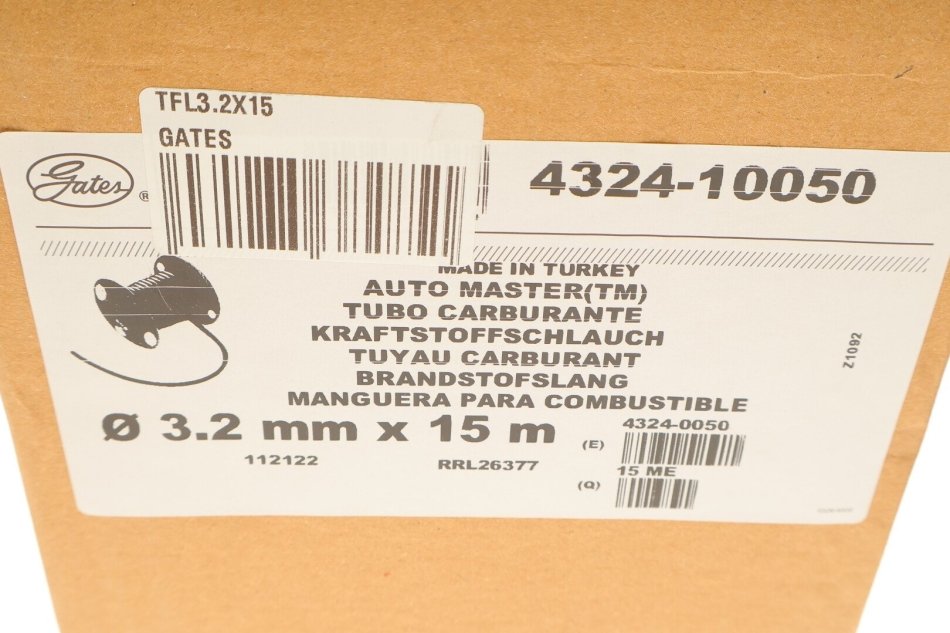 TFL3.2X15
GATES
Gates ®
4324-10050
MADE IN TURKEY
AUTO MASTER(TM)
TUBO CARBURANTE
KRAFTSTOFFSCHLAUCH
TUYAU CARBURANT
BRANDSTOFSLANG
MANGUERA PARA COMBUSTIBLE
Ø 3.2 mm x 15 m
112122
RRL26377
(E)
4324-0050
(Q)
15 ME
Z1092